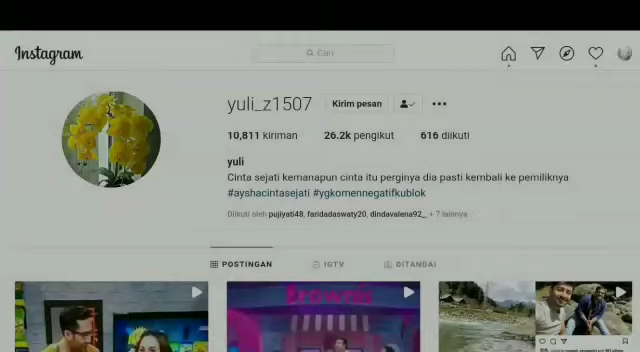 Instagram
Cari
yuli_z1507 Kirim pesan
10,811 kiriman 26.2k pengikut 616 diikuti
yuli
Cinta sejati kemanapun cinta itu perginya dia pasti kembali ke pemiliknya
#ayshacintasejati #ygkomennegatifkublok
Diikuti oleh pujiyati48, faridadaswaty20, dindavalena92_, + 7 lainnya
POSTINGAN IGTV DITANDAI
Brownis